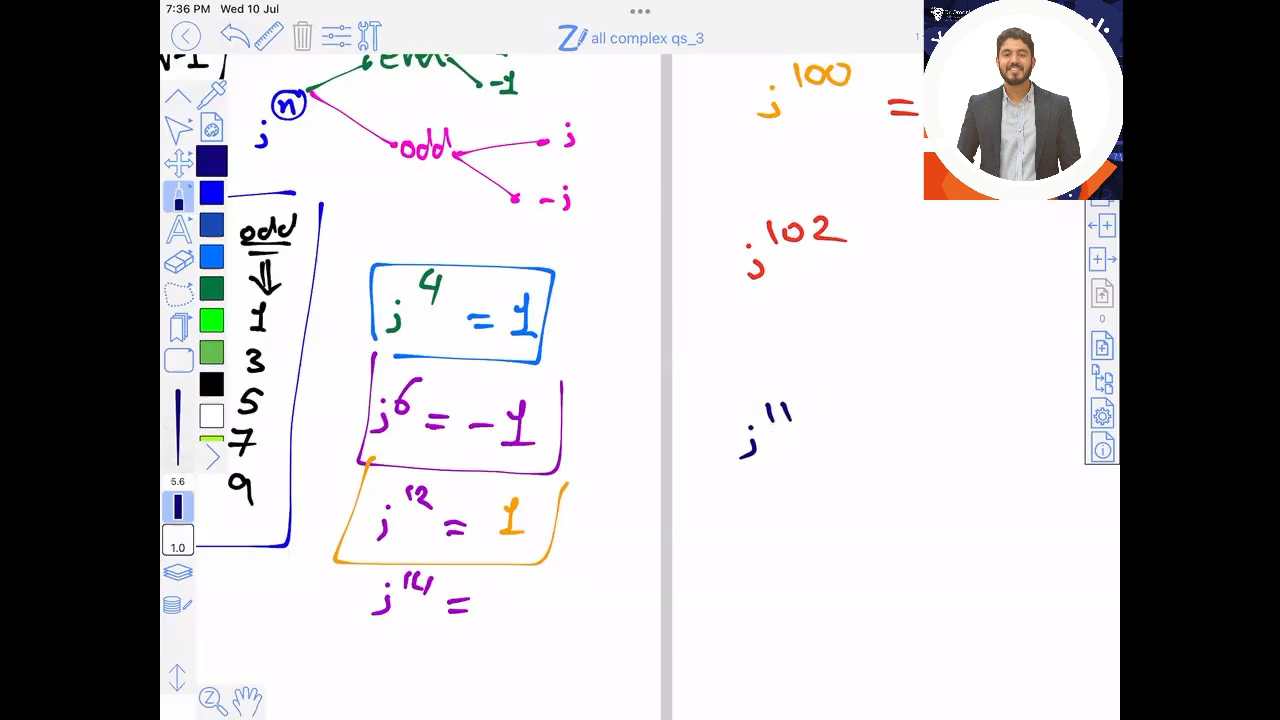 7:36 PM Wed 10 Jul
all complex qs_3
Even
-1
j^n
odd
j
-j
odd
⇓
1
3
5
7
9
j^4 = 1
j^6 = -1
j^12 = 1
j^14 =
5.6
1.0
j^100 =
j^102
j^11
0